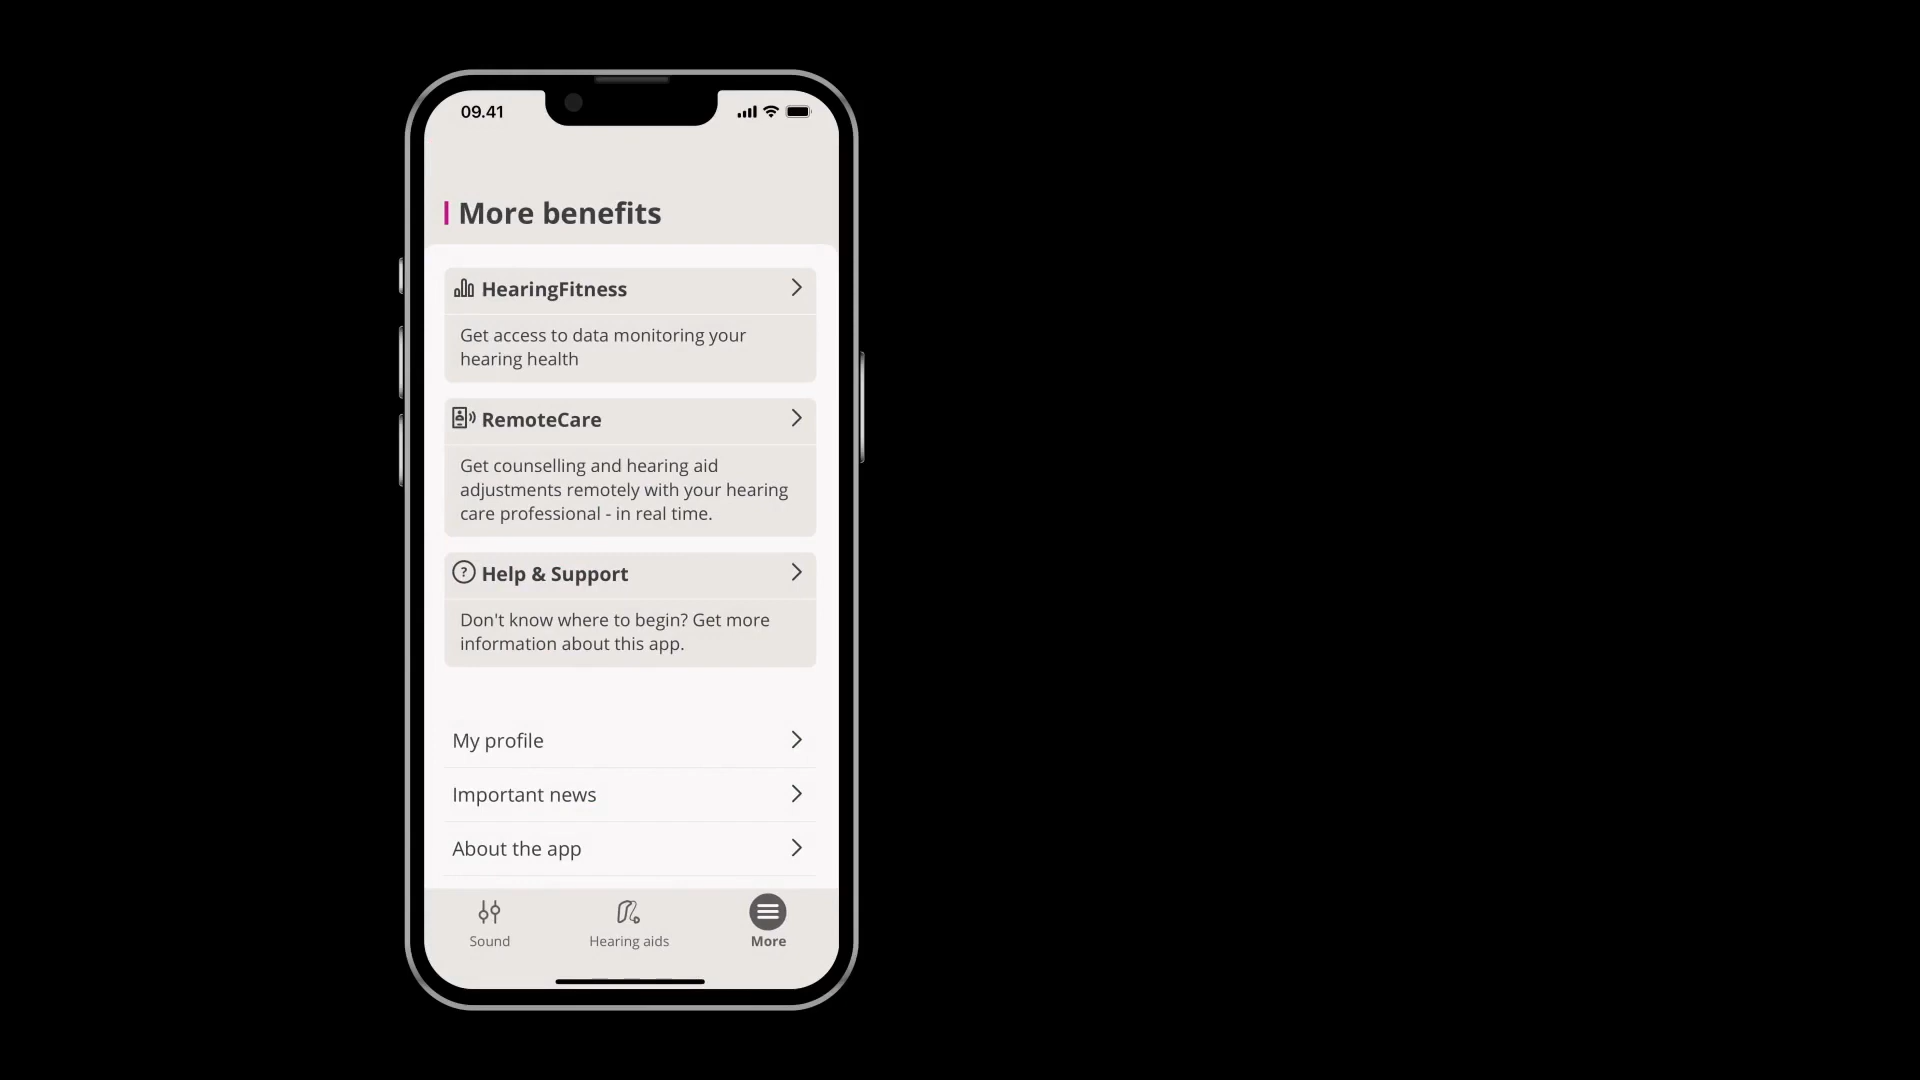 09.41
More benefits
HearingFitness
Get access to data monitoring your
hearing health
RemoteCare
Get counselling and hearing aid
adjustments remotely with your hearing
care professional - in real time.
Help & Support
Don't know where to begin? Get more
information about this app.
My profile
Important news
About the app
Sound
Hearing aids
More